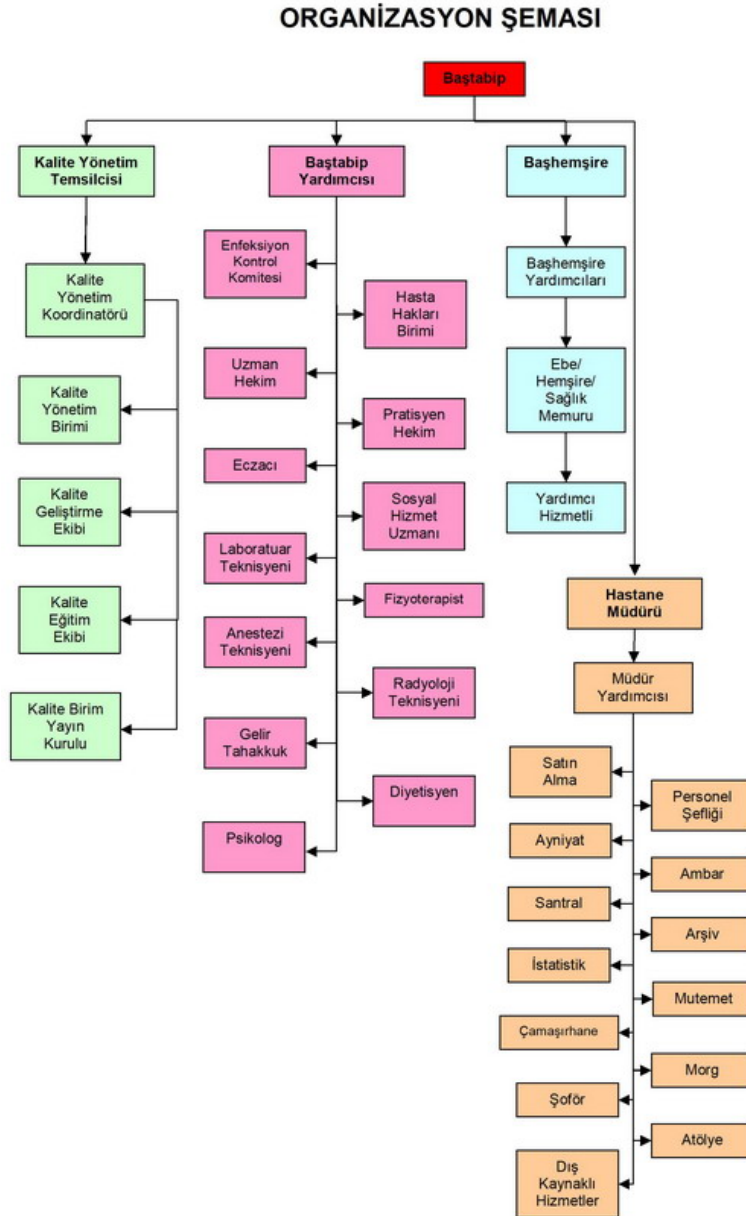 ORGANİZASYON ŞEMASI
Baştabip
Kalite Yönetim
Temsilcisi
Kalite
Yönetim
Koordinatörü
Kalite
Yönetim
Birimi
Kalite
Geliştirme
Ekibi
Kalite
Eğitim
Ekibi
Kalite Birim
Yayın
Kurulu
Baştabip
Yardımcısı
Enfeksiyon
Kontrol
Komitesi
Hasta
Hakları
Birimi
Uzman
Hekim
Pratisyen
Hekim
Eczacı
Sosyal
Hizmet
Uzmanı
Laboratuar
Teknisyeni
Fizyoterapist
Anestezi
Teknisyeni
Radyoloji
Teknisyeni
Gelir
Tahakkuk
Diyetisyen
Psikolog
Başhemşire
Başhemşire
Yardımcıları
Ebe/
Hemşire/
Sağlık
Memuru
Yardımcı
Hizmetli
Hastane
Müdürü
Müdür
Yardımcısı
Satın
Alma
Personel
Şefliği
Ayniyat
Ambar
Santral
Arşiv
İstatistik
Mutemet
Çamaşırhane
Morg
Şoför
Atölye
Dış
Kaynaklı
Hizmetler